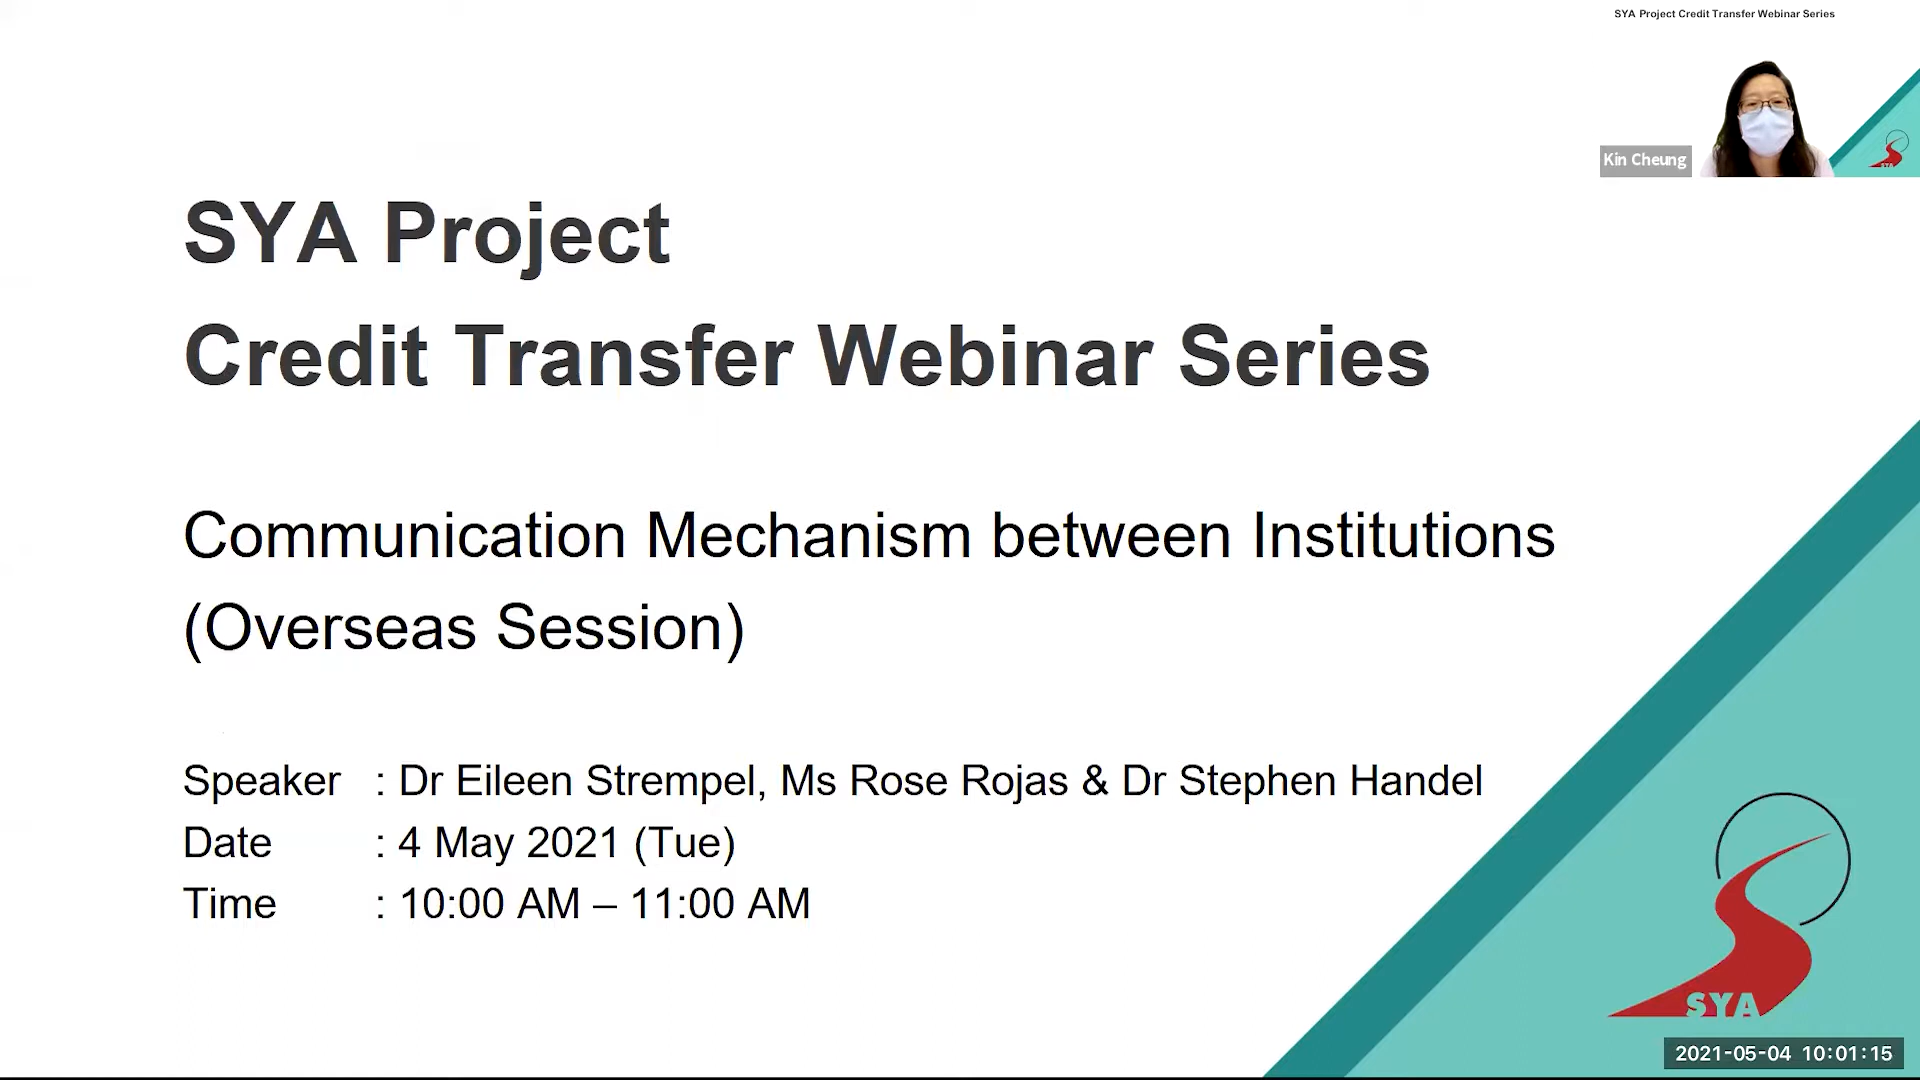 SYA Project Credit Transfer Webinar Series
Kin Cheung
SYA Project
Credit Transfer Webinar Series
Communication Mechanism between Institutions
(Overseas Session)
Speaker : Dr Eileen Strempel, Ms Rose Rojas & Dr Stephen Handel
Date : 4 May 2021 (Tue)
Time : 10:00 AM – 11:00 AM
SYA
SYA
2021-05-04 10:01:15